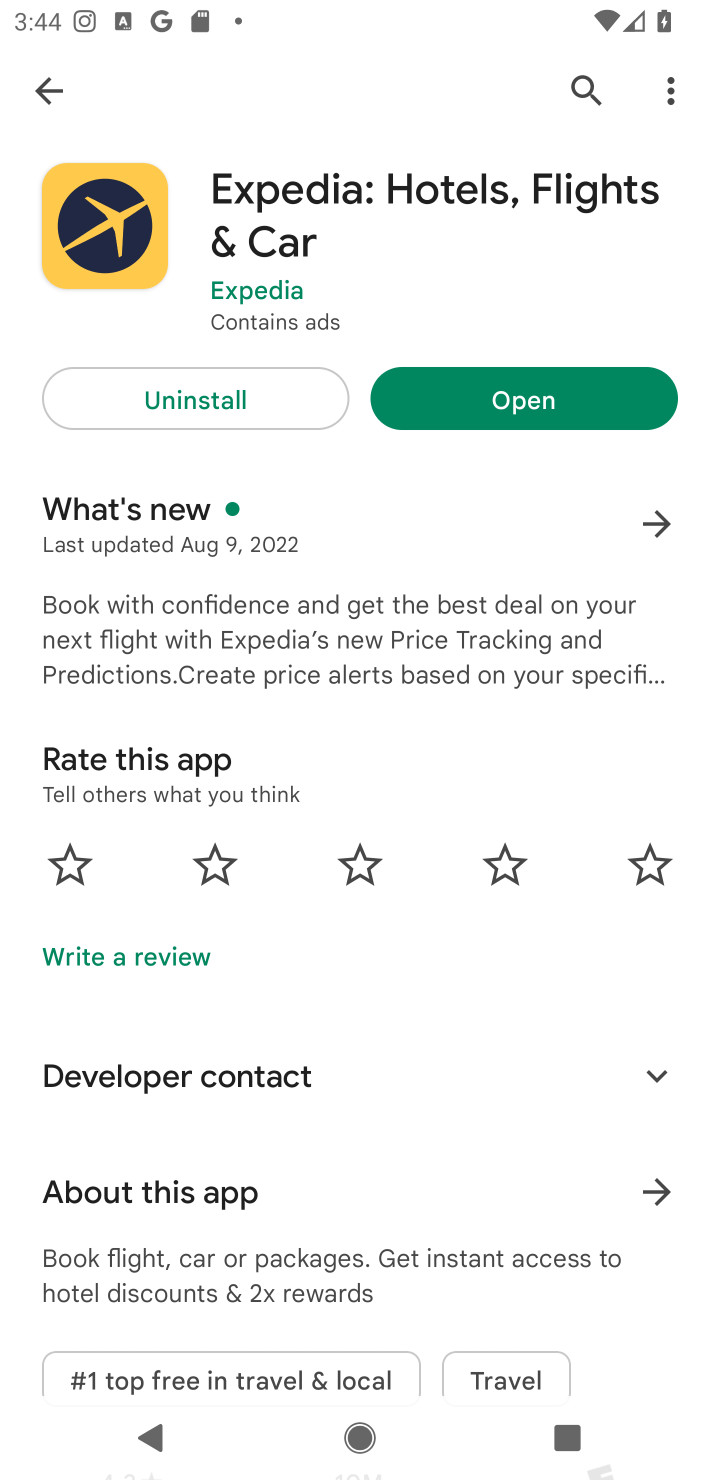 3:44
Expedia: Hotels, Flights
& Car
Expedia
Contains ads
Uninstall
Open
What's new
Last updated Aug 9, 2022
Book with confidence and get the best deal on your
next flight with Expedia’s new Price Tracking and
Predictions.Create price alerts based on your specifi...
Rate this app
Tell others what you think
Write a review
Developer contact
About this app
Book flight, car or packages. Get instant access to
hotel discounts & 2x rewards
#1 top free in travel & local
Travel